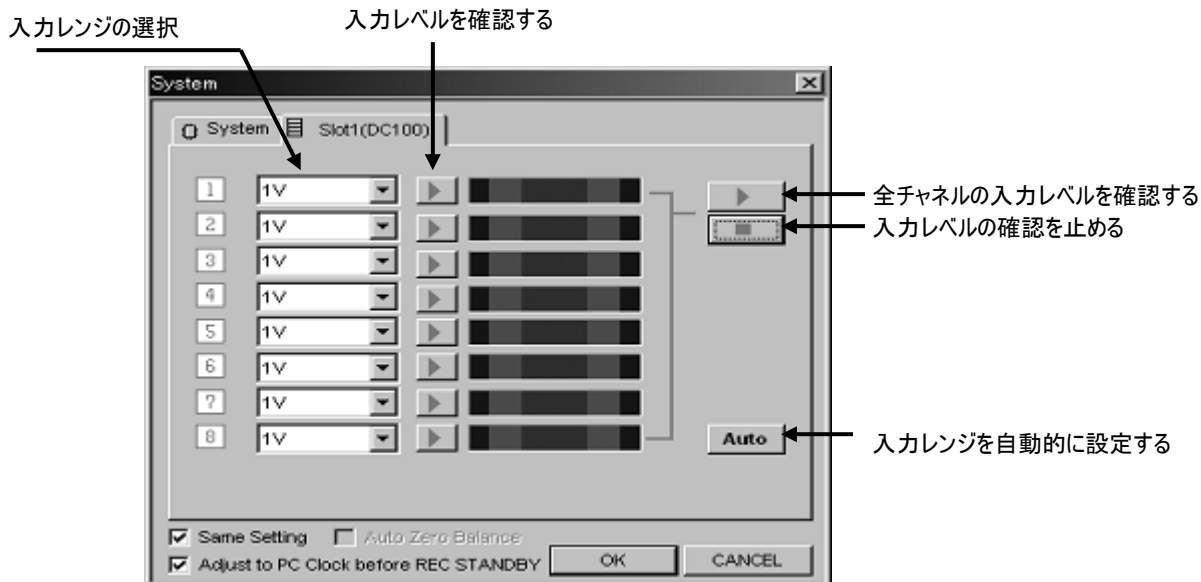 入力レンジの選択
入力レベルを確認する
System
System
Slot1(DC100)
1 1V
2 1V
3 1V
4 1V
5 1V
6 1V
7 1V
8 1V
全チャネルの入力レベルを確認する
入力レベルの確認を止める
Auto
入力レンジを自動的に設定する
Same Setting
Auto Zero Balance
Adjust to PC Clock before REC STANDBY
OK
CANCEL